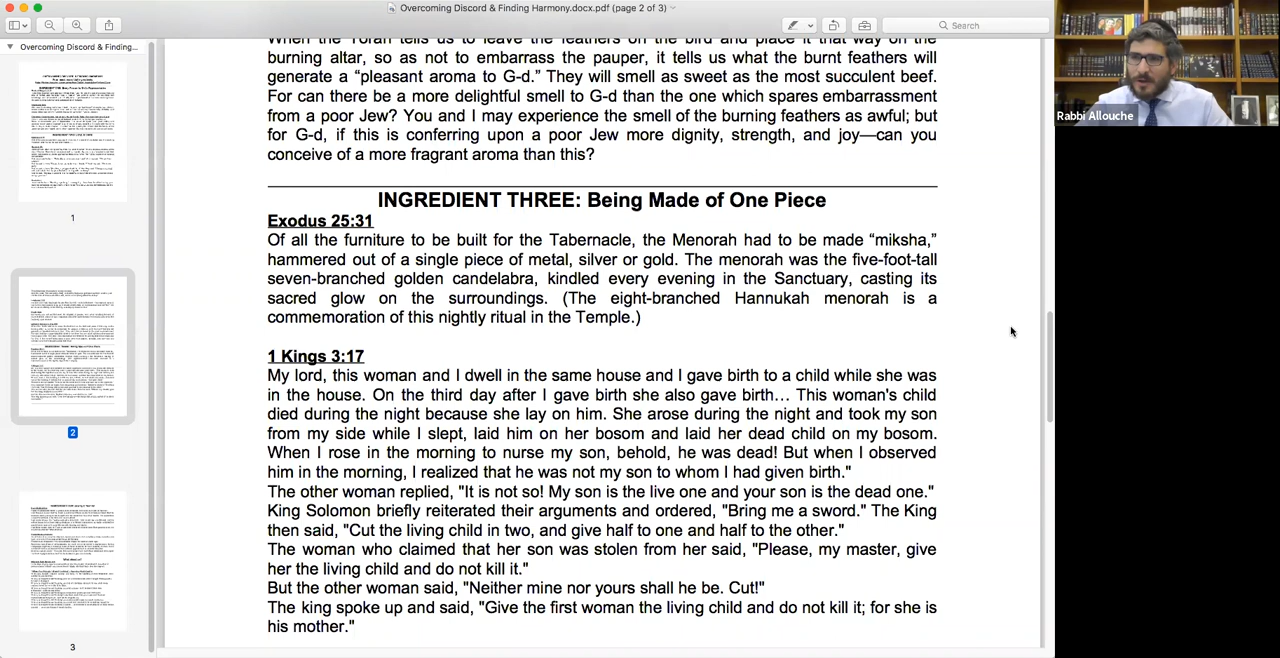 Overcoming Discord & Finding Harmony.docx.pdf (page 2 of 3)
Search
Overcoming Discord & Finding...
1
2
3
When the Torah tells us to leave the feathers on the bird and place it that way on the
burning altar, so as not to embarrass the pauper, it tells us what the burnt feathers will
generate a “pleasant aroma to G-d.” They will smell as sweet as the most succulent beef.
For can there be a more delightful smell to G-d than the one which spares embarrassment
from a poor Jew? You and I may experience the smell of the burning feathers as awful; but
for G-d, if this is conferring upon a poor Jew more dignity, strength, and joy—can you
conceive of a more fragrant aroma than this?
INGREDIENT THREE: Being Made of One Piece
Exodus 25:31
Of all the furniture to be built for the Tabernacle, the Menorah had to be made “miksha,”
hammered out of a single piece of metal, silver or gold. The menorah was the five-foot-tall
seven-branched golden candelabra, kindled every evening in the Sanctuary, casting its
sacred glow on the surroundings. (The eight-branched Hannukah menorah is a
commemoration of this nightly ritual in the Temple.)
1 Kings 3:17
My lord, this woman and I dwell in the same house and I gave birth to a child while she was
in the house. On the third day after I gave birth she also gave birth... This woman's child
died during the night because she lay on him. She arose during the night and took my son
from my side while I slept, laid him on her bosom and laid her dead child on my bosom.
When I rose in the morning to nurse my son, behold, he was dead! But when I observed
him in the morning, I realized that he was not my son to whom I had given birth."
The other woman replied, "It is not so! My son is the live one and your son is the dead one."
King Solomon briefly reiterated their arguments and ordered, "Bring me a sword." The King
then said. "Cut the living child in two, and give half to one and half to the other."
The woman who claimed that her son was stolen from her said, "Please, my master, give
her the living child and do not kill it."
But the other woman said, "Neither mine nor yours shall he be. Cut!"
The king spoke up and said, "Give the first woman the living child and do not kill it; for she is
his mother."
Rabbi Allouche